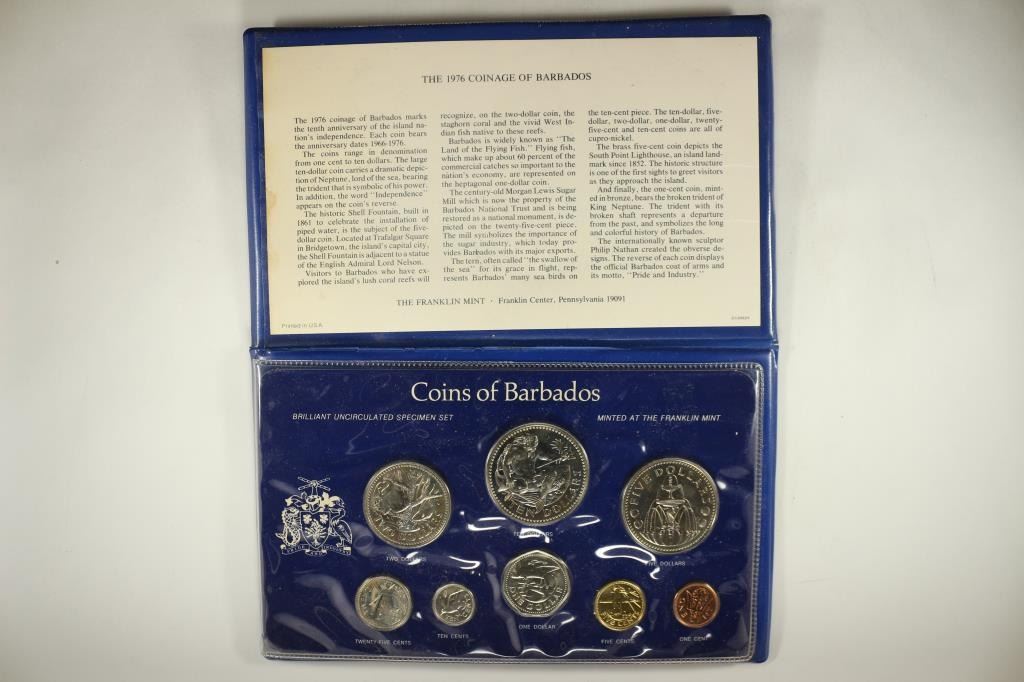 THE 1976 COINAGE OF BARBADOS
The 1976 coinage of Barbados marks
the tenth anniversary of the island na-
tion's independence. Each coin bears
the anniversary dates 1966-1976.
The coins range in denomination
from one cent to ten dollars. The large
ten-dollar coin carries a dramatic depic-
tion of Neptune, lord of the sea, bearing
the trident that is symbolic of his power.
In addition, the word "Independence"
appears on the coin's reverse.
The historic Shell Fountain, built in
1861 to celebrate the installation of
piped water, is the subject of the five-
dollar coin. Located at Trafalgar Square
in Bridgetown, the island's capital city,
the Shell Fountain is adjacent to a statue
of the English Admiral Lord Nelson.
Visitors to Barbados who have ex-
plored the island's lush coral reefs will
recognize, on the two-dollar coin, the
staghorn coral and the vivid West In-
dian fish native to these reefs.
Barbados is widely known as "The
Land of the Flying Fish." Flying fish,
which make up about 60 percent of the
commercial catches so important to the
nation's economy, are represented on
the heptagonal one-dollar coin.
The century-old Morgan Lewis Sugar
Mill which is now the property of the
Barbados National Trust and is being
restored as a national monument, is de-
picted on the twenty-five-cent piece.
The mill symbolizes the importance of
the sugar industry, which today pro-
vides Barbados with its major exports.
The tern, often called "the swallow of
the sea" for its grace in flight, rep-
resents Barbados' many sea birds on
the ten-cent piece. The ten-dollar, five-
dollar, two-dollar, one-dollar, twenty-
five-cent and ten-cent coins are all of
cupro-nickel.
The brass five-cent coin depicts the
South Point Lighthouse, an island land-
mark since 1852. The historic structure
is one of the first sights to greet visitors
as they approach the island.
And finally, the one-cent coin, mint-
ed in bronze, bears the broken trident of
King Neptune. The trident with its
broken shaft represents a departure
from the past, and symbolizes the long
and colorful history of Barbados.
The internationally known sculptor
Philip Nathan created the obverse de-
signs. The reverse of each coin displays
the official Barbados coat of arms and
its motto, "Pride and Industry."
THE FRANKLIN MINT · Franklin Center, Pennsylvania 19091
Printed in U.S.A.
Coins of Barbados
BRILLIANT UNCIRCULATED SPECIMEN SET
MINTED AT THE FRANKLIN MINT
TEN DOLLARS
TWO DOLLARS
FIVE DOLLARS
FIVE DOLLARS
ONE DOLLAR
ONE DOLLAR
TWENTY-FIVE CENTS
TEN CENTS
FIVE CENTS
FIVE CENTS
ONE CENT